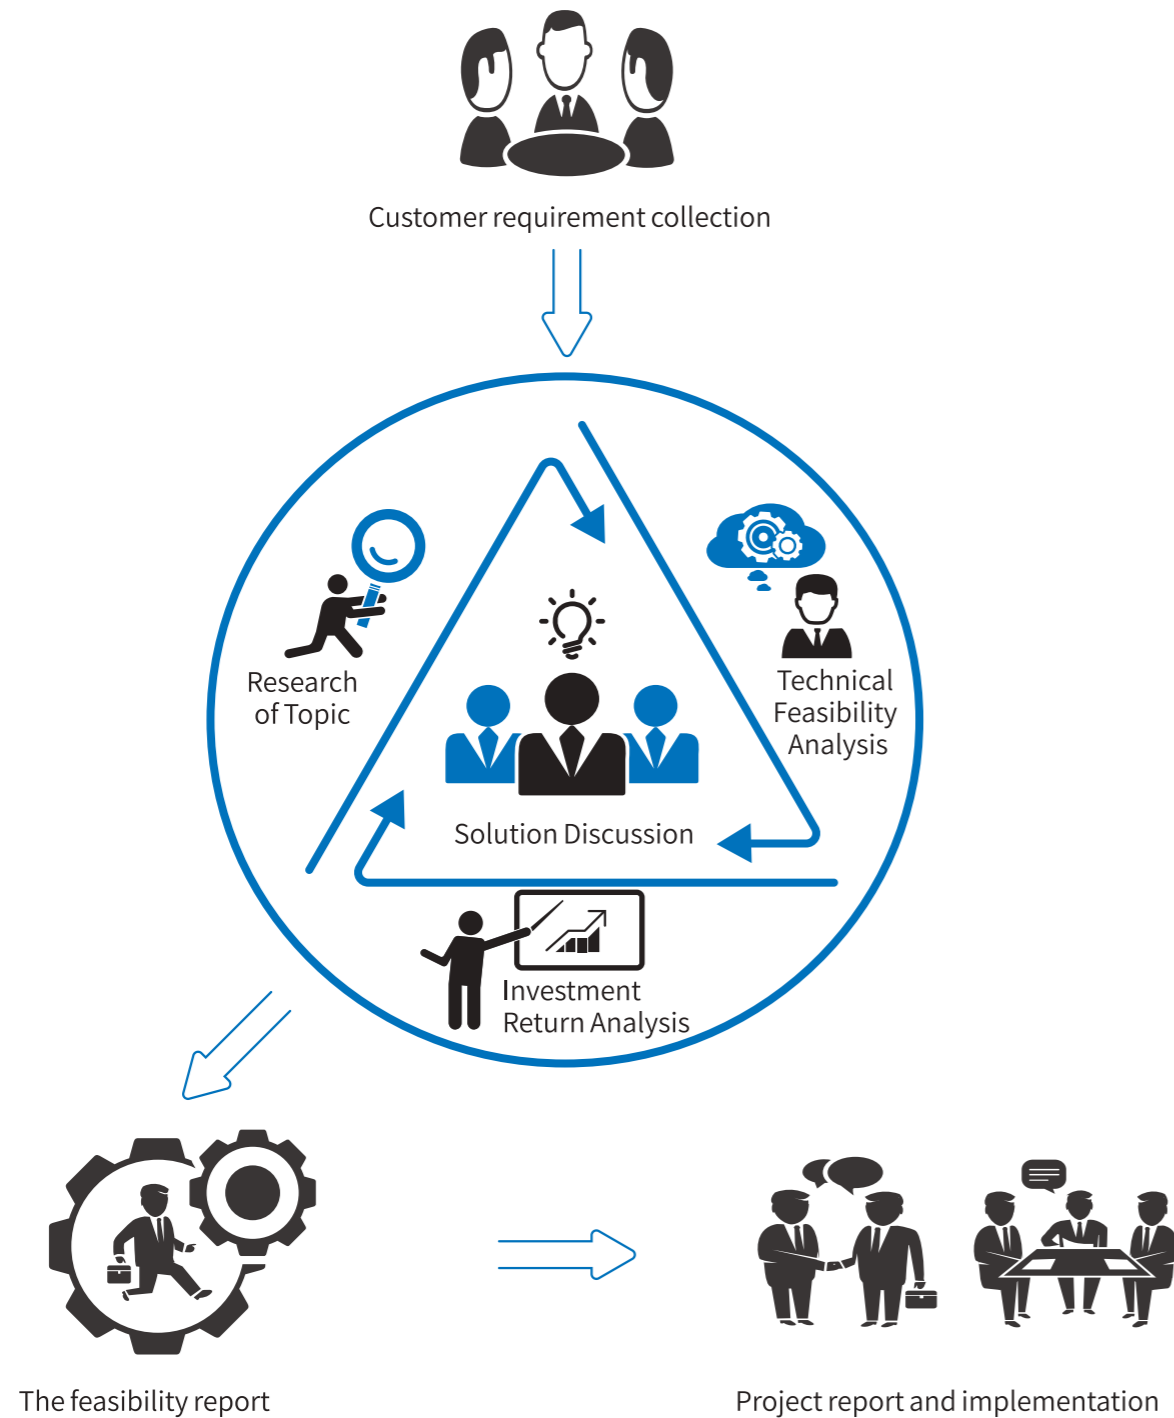 Customer requirement collection
Research
of Topic
Technical
Feasibility
Analysis
Solution Discussion
Investment
Return Analysis
The feasibility report
Project report and implementation